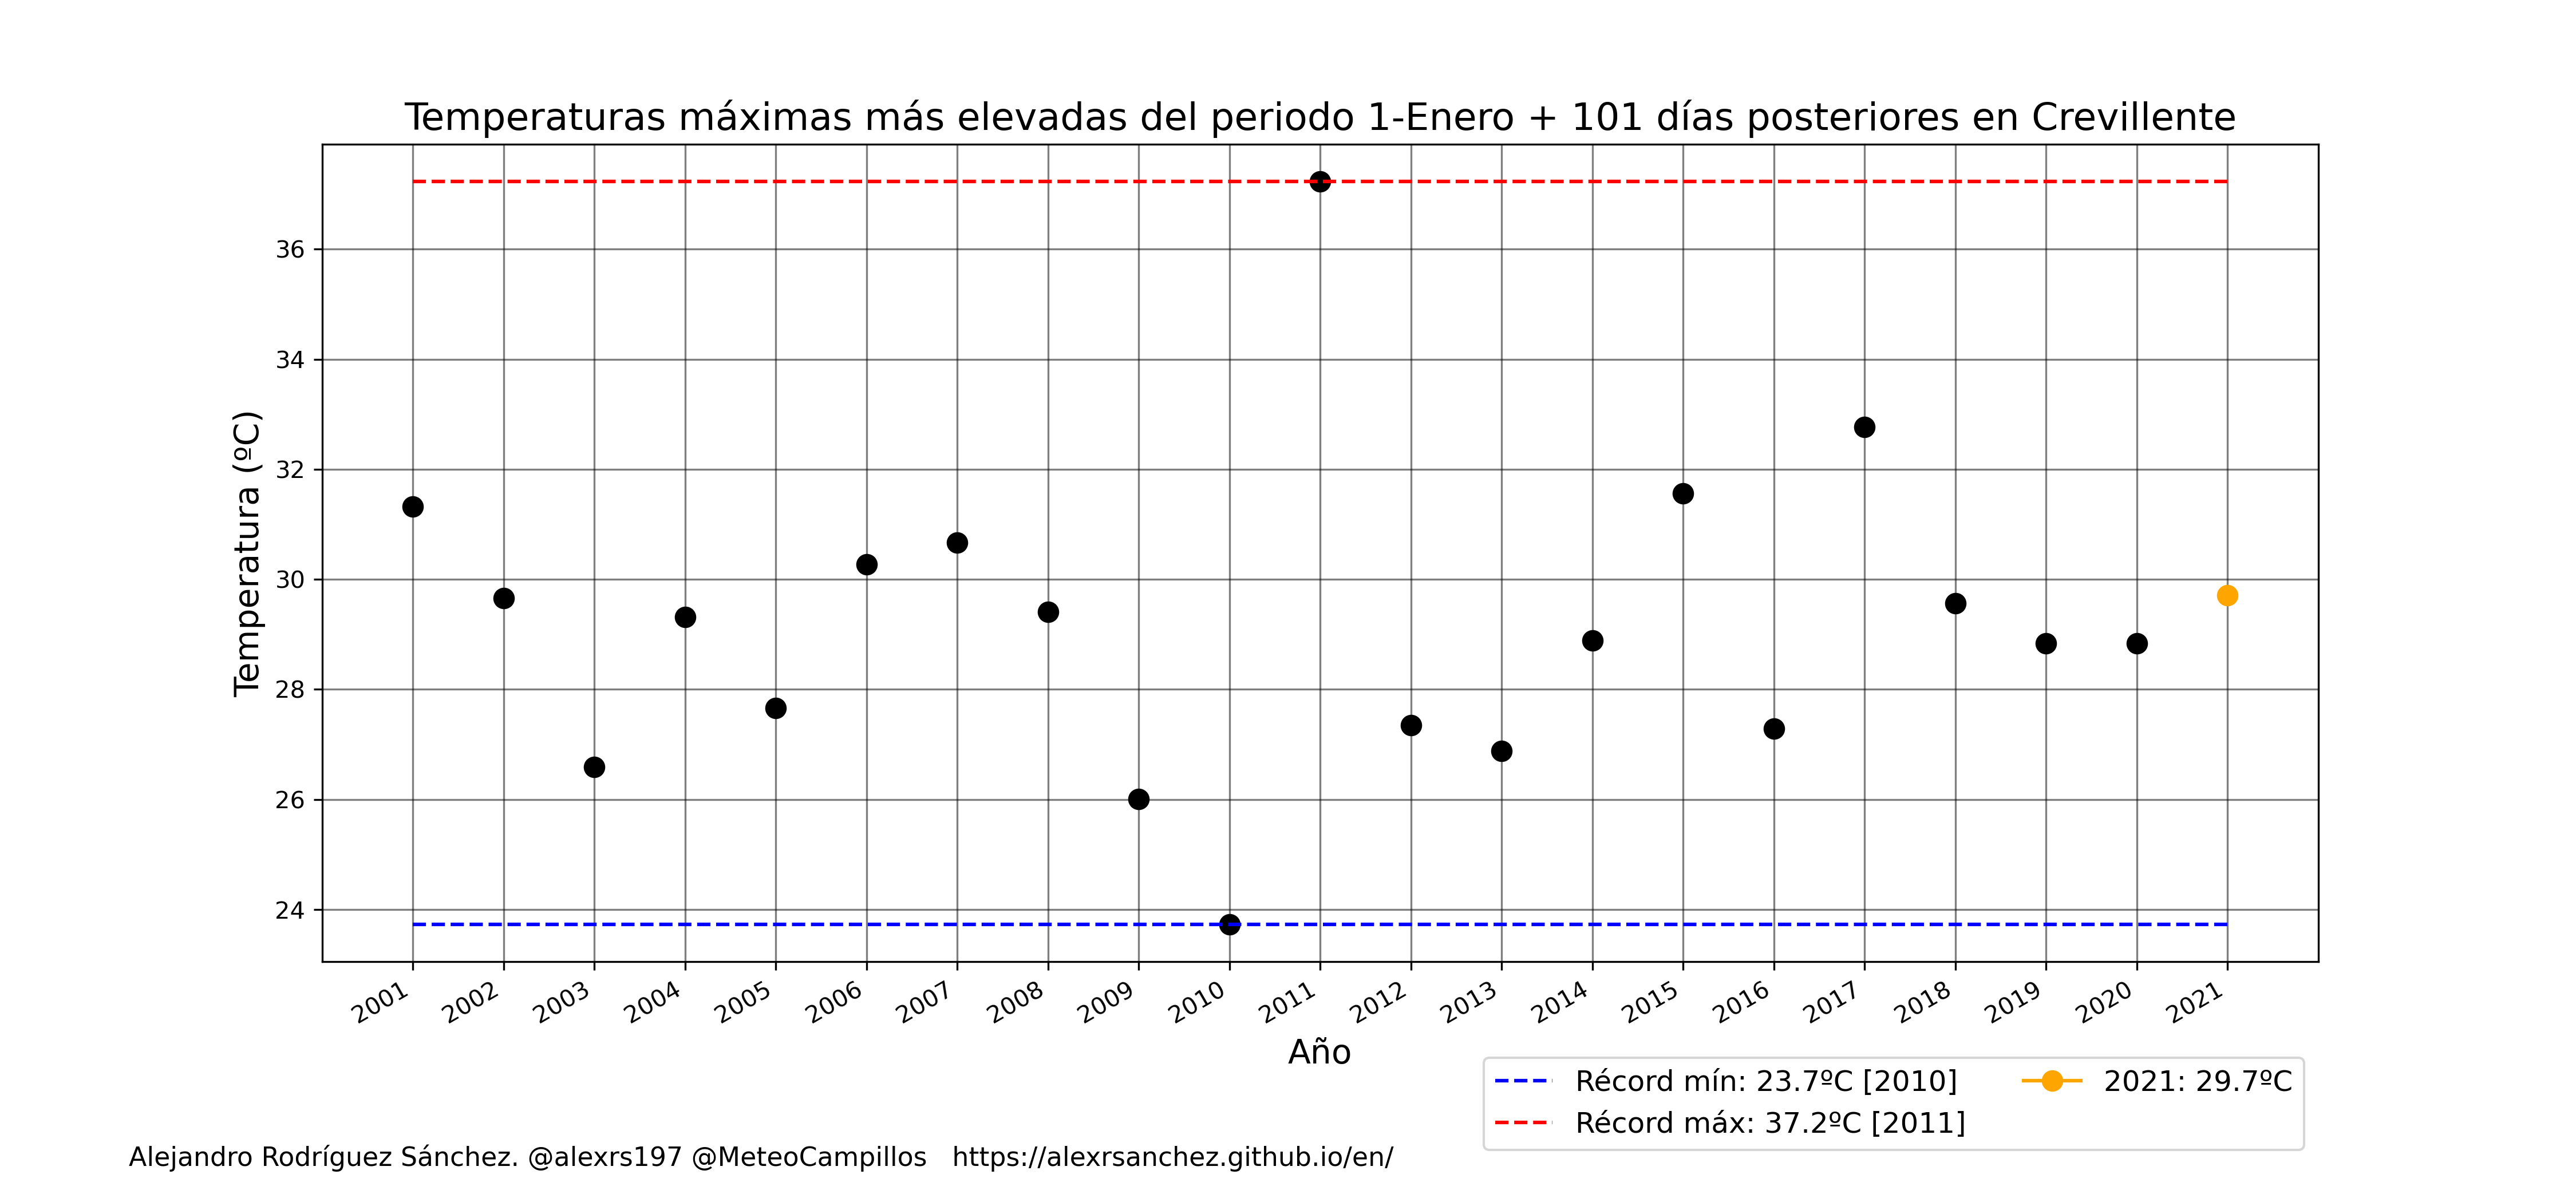 Temperaturas máximas más elevadas del periodo 1-Enero + 101 días posteriores en Crevillente
Temperatura (ºC)
36
34
32
30
28
26
24
2001 2002 2003 2004 2005 2006 2007 2008 2009 2010 2011 2012 2013 2014 2015 2016 2017 2018 2019 2020 2021
Año
Récord mín: 23.7ºC [2010]
Récord máx: 37.2ºC [2011]
2021: 29.7ºC
Alejandro Rodríguez Sánchez. @alexrs197 @MeteoCampillos https://alexrsanchez.github.io/en/